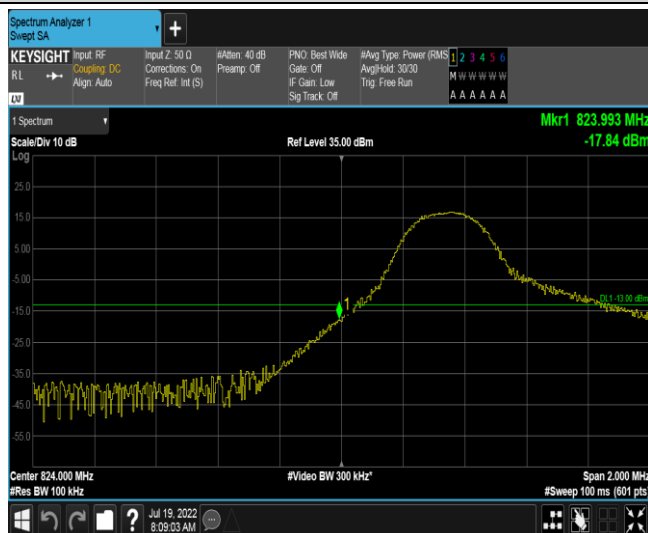 Spectrum Analyzer 1
Swept SA
+
KEYSIGHT
RL
LXI
Input: RF
Coupling: DC
Align: Auto
Input Z: 50 Ω
Corrections: On
Freq Ref: Int (S)
#Atten: 40 dB
Preamp: Off
PNO: Best Wide
Gate: Off
IF Gain: Low
Sig Track: Off
#Avg Type: Power (RMS
Avg|Hold: 30/30
Trig: Free Run
1 2 3 4 5 6
M W W W W W
A A A A A A
1 Spectrum
Scale/Div 10 dB
Ref Level 35.00 dBm
Mkr1 823.993 MHz
-17.84 dBm
Log
25.0
15.0
5.00
-5.00
-15.0
-25.0
-35.0
-45.0
-55.0
1
DL1 -13.00 dBm
Center 824.000 MHz
#Video BW 300 kHz*
Span 2.000 MHz
#Res BW 100 kHz
#Sweep 100 ms (601 pts)
?
Jul 19, 2022
8:09:03 AM